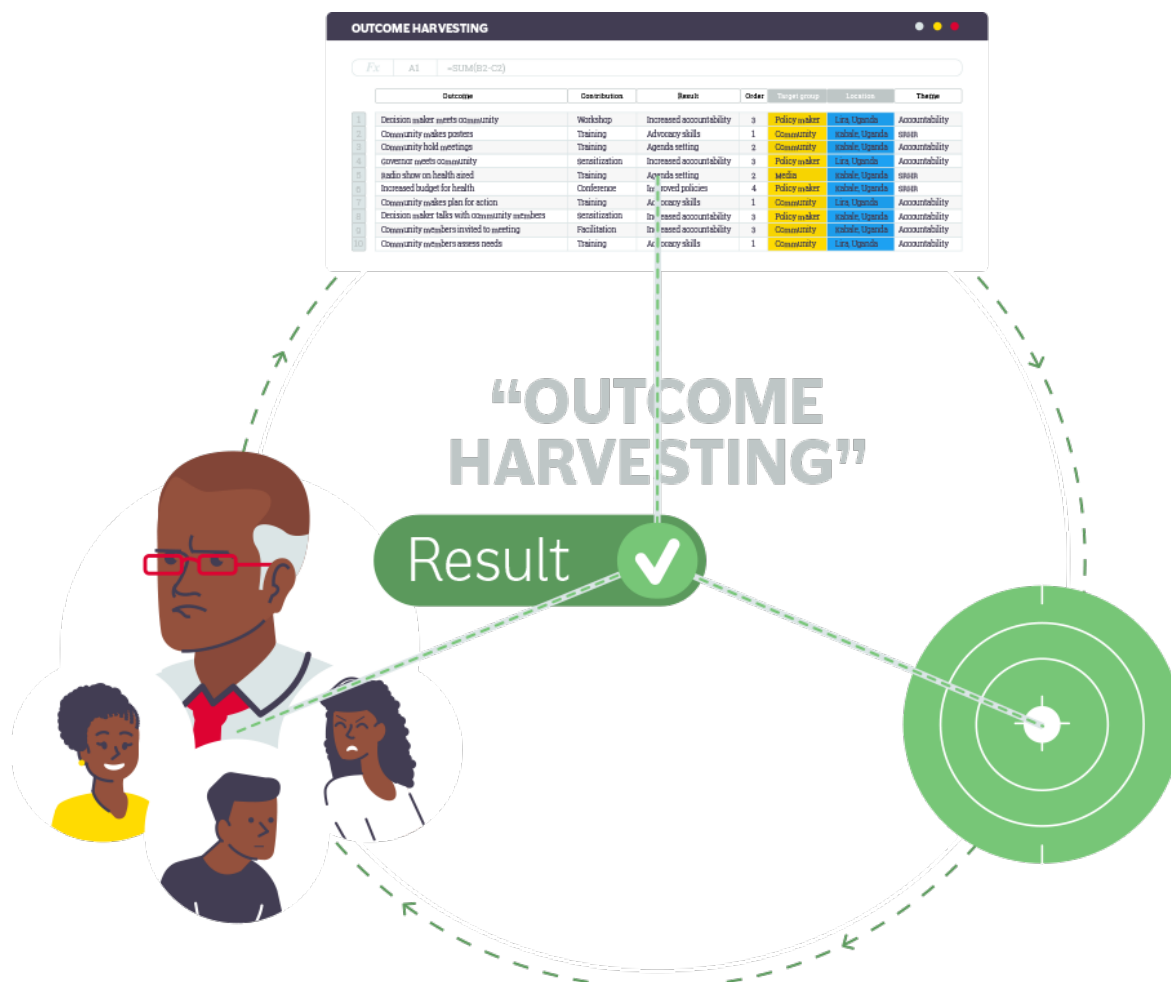 OUTCOME HARVESTING
Fx A1 =SUM(B2-C2)
Outcome Contribution Result Order Target group Location Theme
1 Decision maker meets community Workshop Increased accountability 3 Policy maker Lira, Uganda Accountability
2 Community makes posters Training Advocacy skills 1 Community Kabale, Uganda SRHR
3 Community hold meetings Training Agenda setting 2 Community Kabale, Uganda Accountability
4 Governor meets community Sensitization Increased accountability 3 Policy maker Lira, Uganda Accountability
5 Radio show on health aired Training Agenda setting 2 Media Kabale, Uganda SRHR
6 Increased budget for health Conference Improved policies 4 Policy maker Kabale, Uganda SRHR
7 Community makes plan for action Training Advocacy skills 1 Community Lira, Uganda Accountability
8 Decision maker talks with community members Sensitization Increased accountability 3 Policy maker Kabale, Uganda Accountability
9 Community members invited to meeting Facilitation Increased accountability 3 Community Kabale, Uganda Accountability
10 Community members assess needs Training Advocacy skills 1 Community Lira, Uganda Accountability
“OUTCOME
HARVESTING”
Result